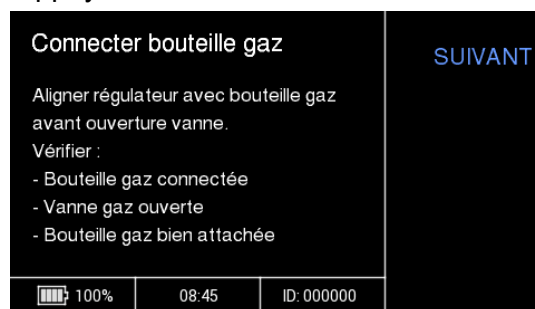 Connecter bouteille gaz
SUIVANT
Aligner régulateur avec bouteille gaz
avant ouverture vanne.
Vérifier :
- Bouteille gaz connectée
- Vanne gaz ouverte
- Bouteille gaz bien attachée
100%
08:45
ID: 000000